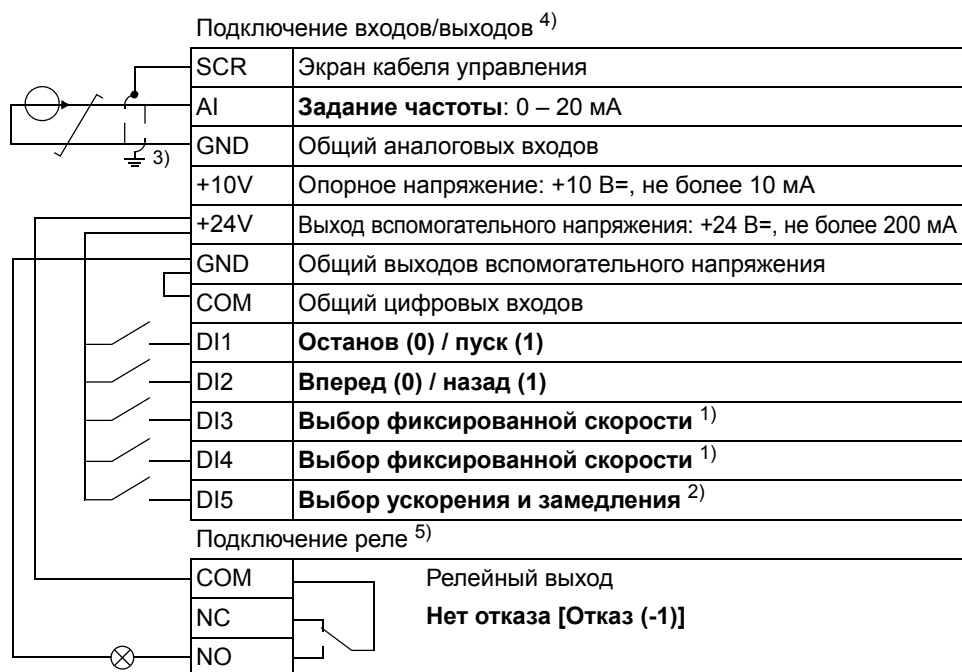 Подключение входов/выходов 4)
SCR Экран кабеля управления
AI Задание частоты: 0 – 20 мА
GND Общий аналоговых входов
3)
+10V Опорное напряжение: +10 В=, не более 10 мА
+24V Выход вспомогательного напряжения: +24 В=, не более 200 мА
GND Общий выходов вспомогательного напряжения
COM Общий цифровых входов
DI1 Останов (0) / пуск (1)
DI2 Вперед (0) / назад (1)
DI3 Выбор фиксированной скорости 1)
DI4 Выбор фиксированной скорости 1)
DI5 Выбор ускорения и замедления 2)
Подключение реле 5)
COM Релейный выход
NC Нет отказа [Отказ (-1)]
NO